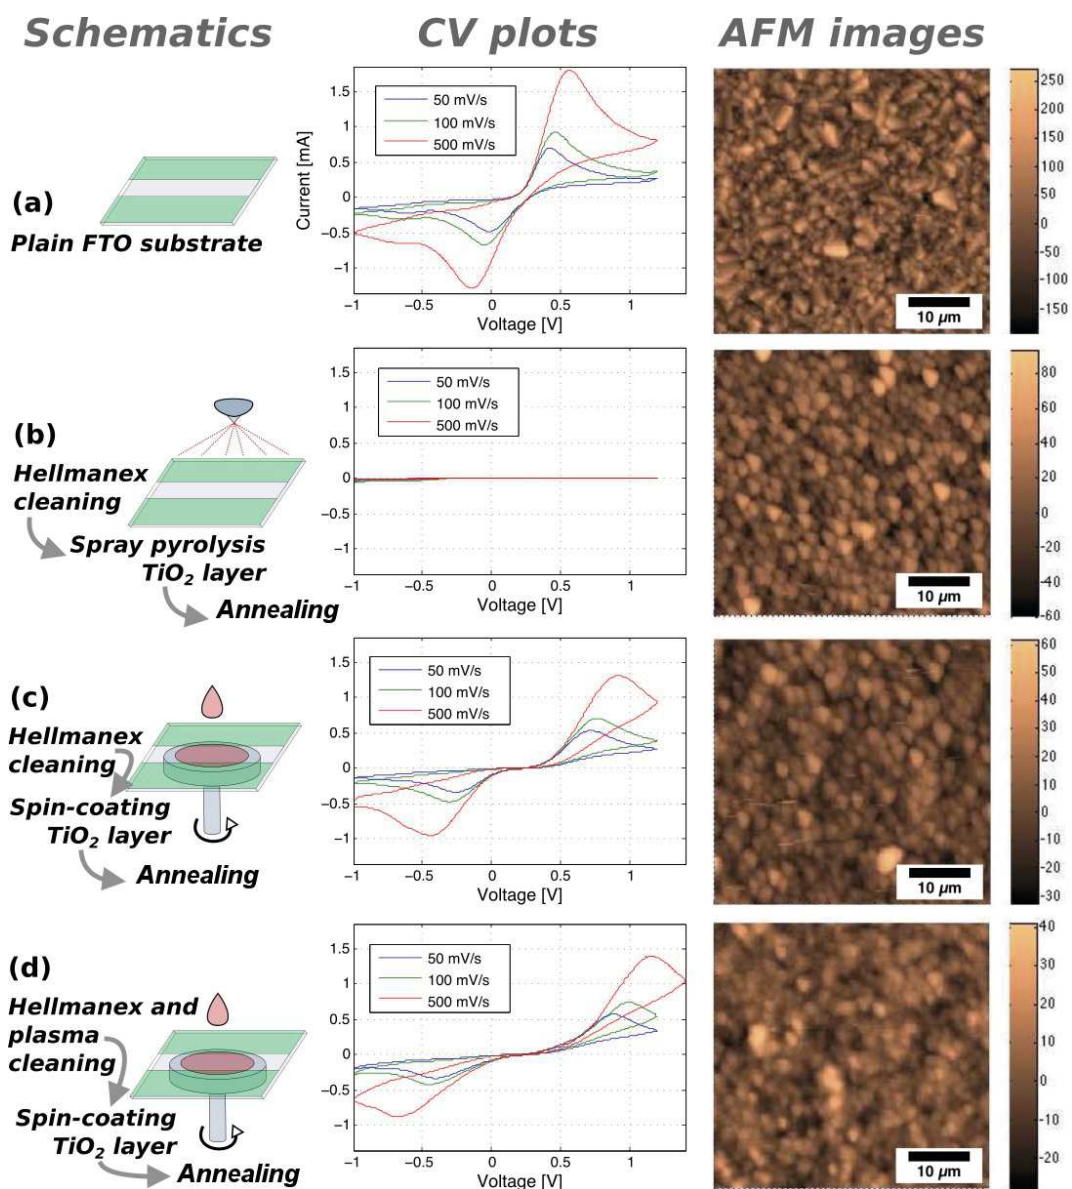 Schematics CV plots AFM images
(a)
Plain FTO substrate
Current [mA]
1.5
1
0.5
0
−0.5
−1
50 mV/s
100 mV/s
500 mV/s
−1 −0.5 0 0.5 1
Voltage [V]
10 µm
250
200
150
100
50
0
-50
-100
-150
(b)
Hellmanex
cleaning
Spray pyrolysis
TiO2 layer
Annealing
1.5
1
0.5
0
−0.5
−1
50 mV/s
100 mV/s
500 mV/s
−1 −0.5 0 0.5 1
Voltage [V]
10 µm
80
60
40
20
0
-20
-40
-60
(c)
Hellmanex
cleaning
Spin-coating
TiO2 layer
Annealing
1.5
1
0.5
0
−0.5
−1
50 mV/s
100 mV/s
500 mV/s
−1 −0.5 0 0.5 1
Voltage [V]
10 µm
60
50
40
30
20
10
0
-10
-20
-30
(d)
Hellmanex and
plasma
cleaning
Spin-coating
TiO2 layer
Annealing
1.5
1
0.5
0
−0.5
−1
50 mV/s
100 mV/s
500 mV/s
−1 −0.5 0 0.5 1
Voltage [V]
10 µm
40
30
20
10
0
-10
-20